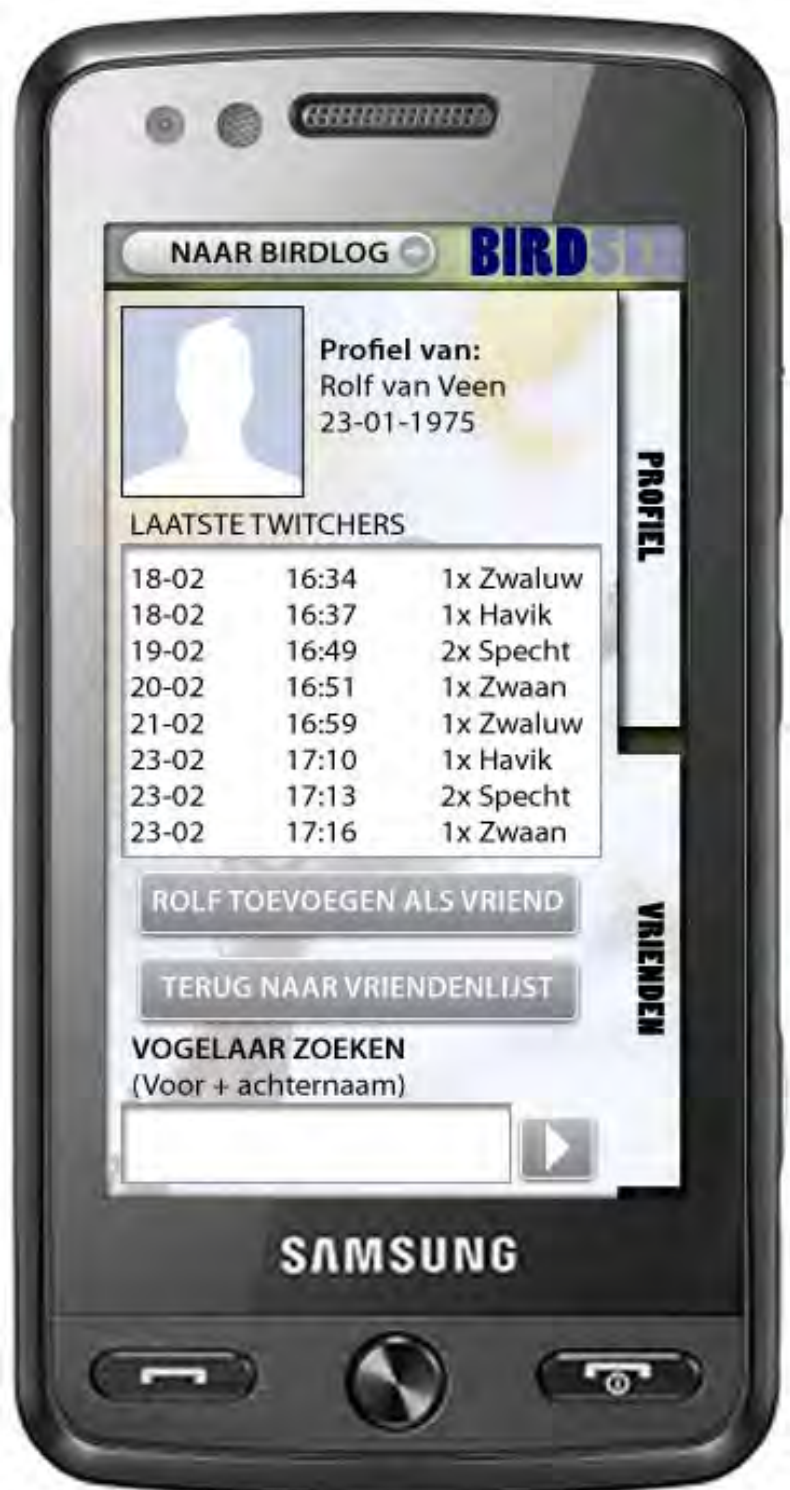 NAAR BIRDLOG
BIRD
Profiel van:
Rolf van Veen
23-01-1975
PROFIEL
LAATSTE TWITCHERS
18-02 16:34 1x Zwaluw
18-02 16:37 1x Havik
19-02 16:49 2x Specht
20-02 16:51 1x Zwaan
21-02 16:59 1x Zwaluw
23-02 17:10 1x Havik
23-02 17:13 2x Specht
23-02 17:16 1x Zwaan
ROLF TOEVOEGEN ALS VRIEND
TERUG NAAR VRIENDENLIJST
VRIENDEN
VOGELAAR ZOEKEN
(Voor + achternaam)
SAMSUNG